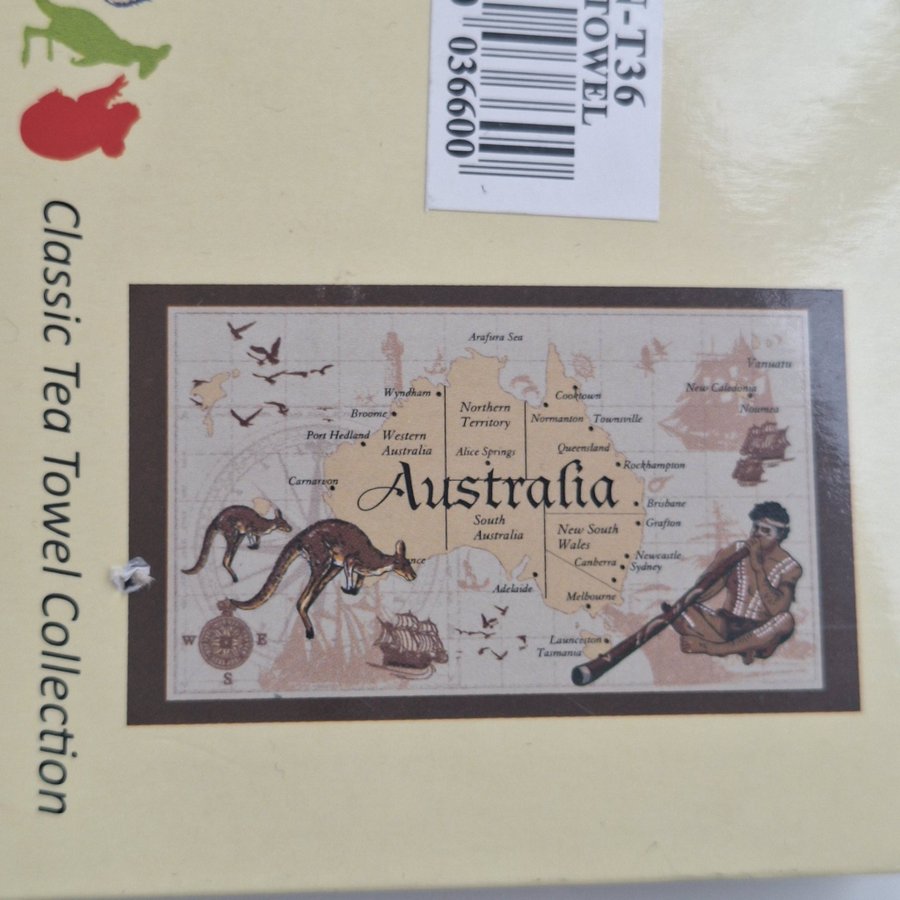 Classic Tea Towel Collection
-T36
TOWEL
036600
Arafura Sea
Vanuatu
New Caledonia
Noumea
Wyndham
Cooktown
Broome
Northern
Territory
Normanton
Townsville
Port Hedland
Western
Australia
Alice Springs
Queensland
Rockhampton
Carnarvon
Australia
Brisbane
South
Australia
New South
Wales
Grafton
Newcastle
Canberra
Sydney
Adelaide
Melbourne
Launceston
Tasmania
W
E
S